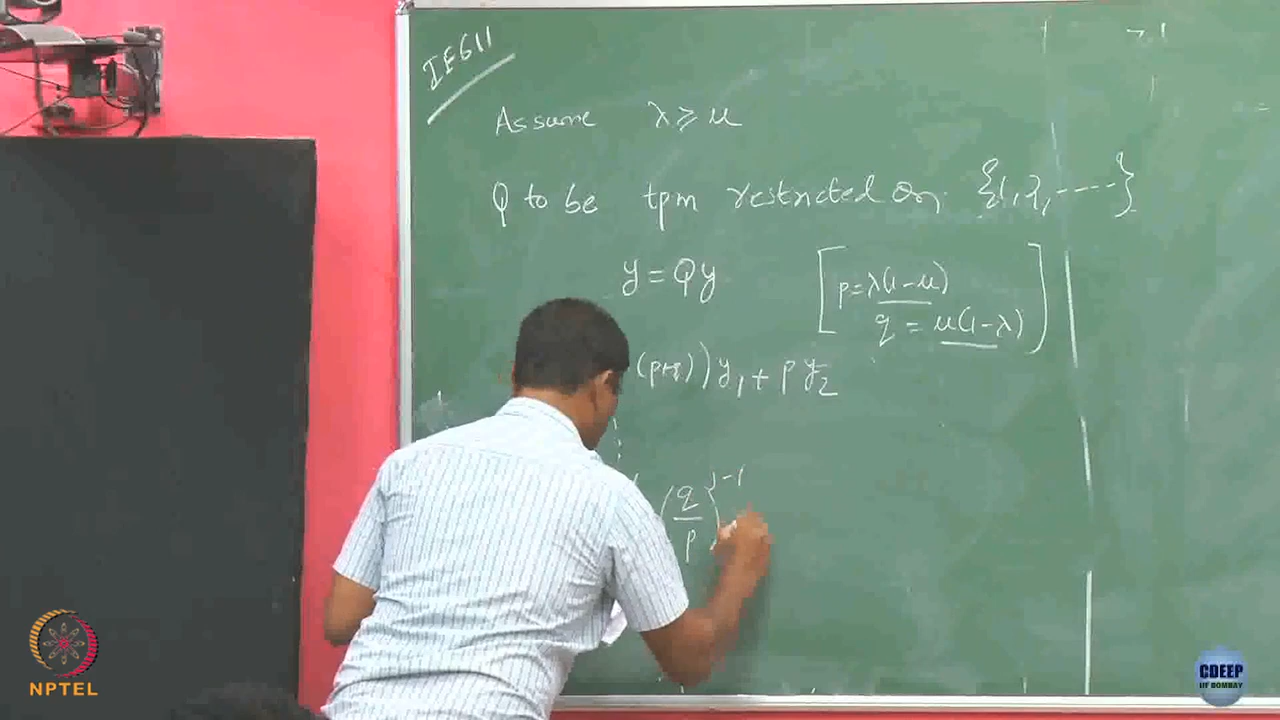 IE611
Assume λ ≥ μ
Q to be tpm restricted on {1, 2, ----}
y = Qy
[p = λ(1-μ)
q = μ(1-λ)]
(p+q)) y₁ + p y₂
(q/p)^{j-1}
NPTEL
CDEEP
IIT BOMBAY